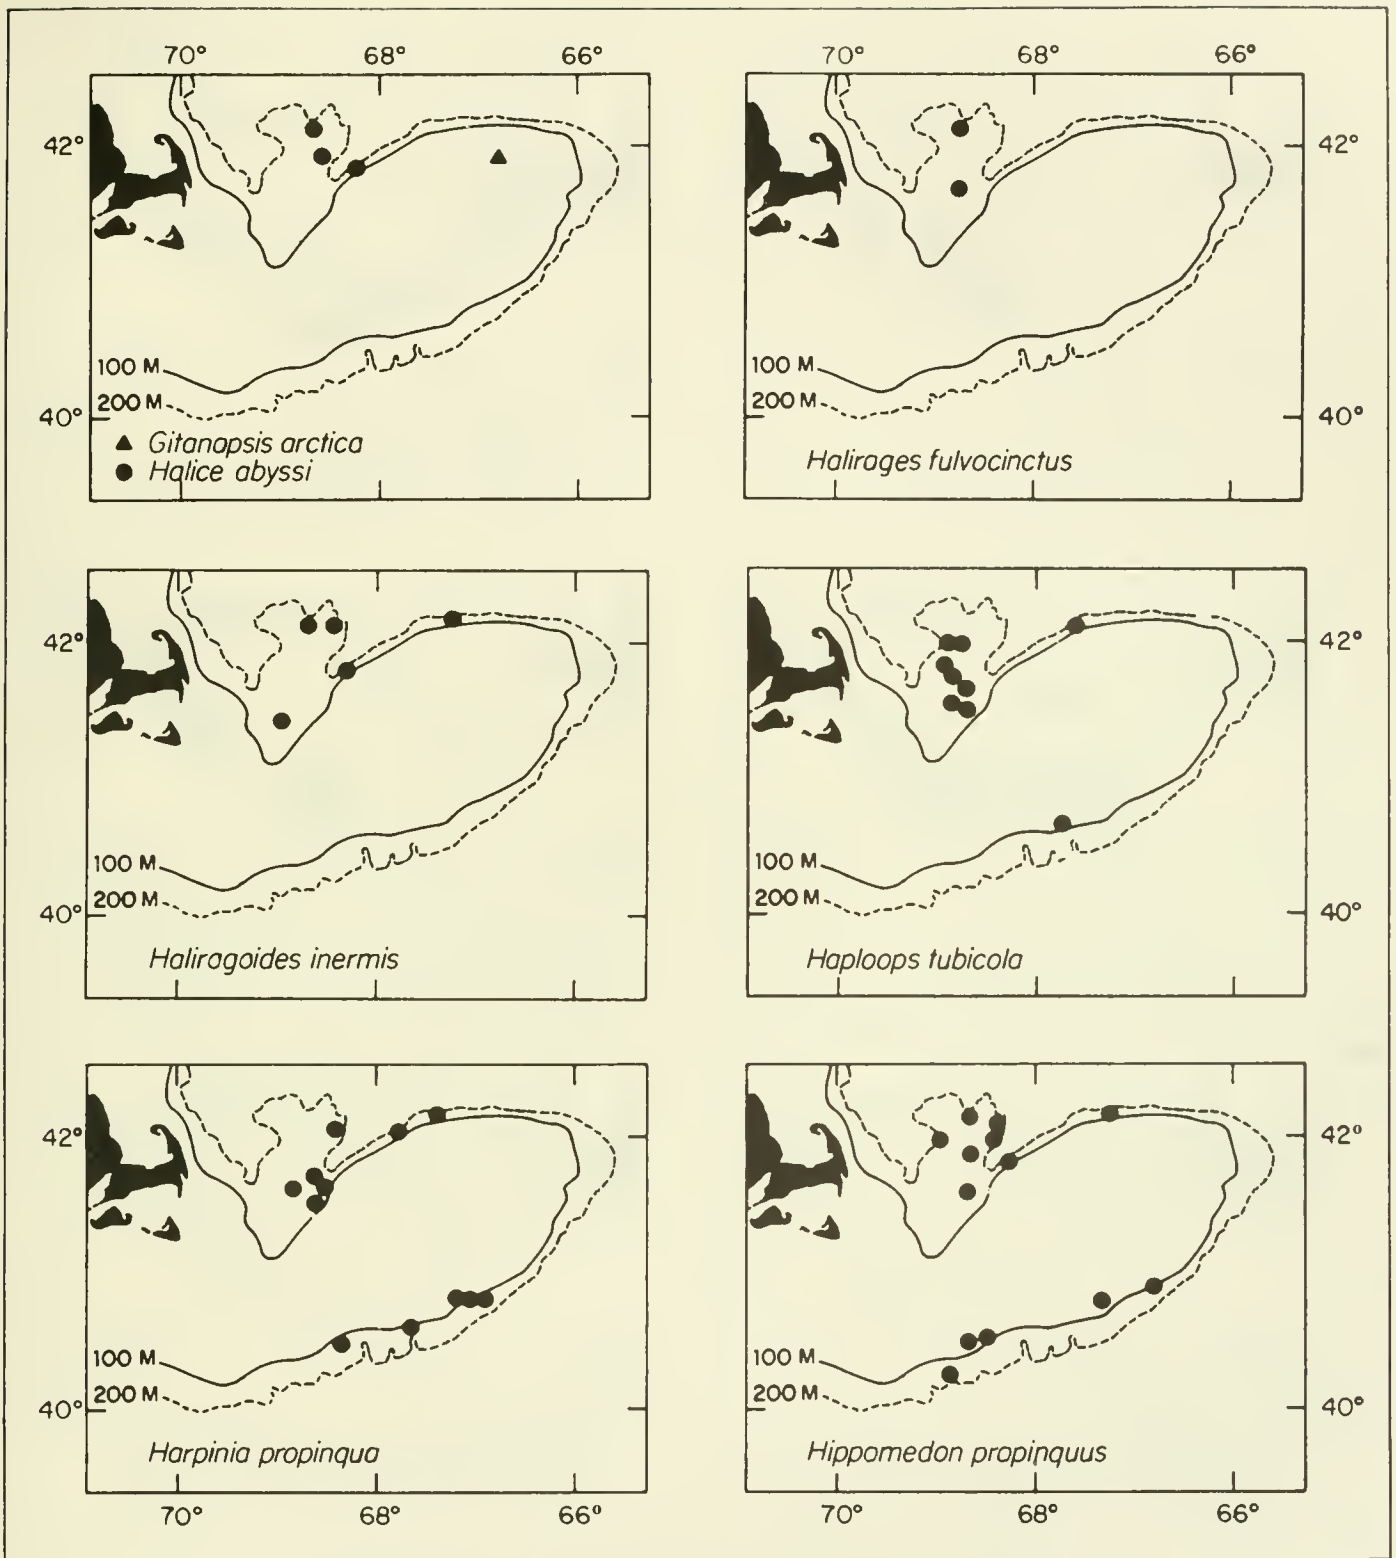 70° 68° 66° 70° 68° 66°
42° 42°
100 M 100 M
200 M 200 M
40° 40°
▲ Gitanopsis arctica
● Halice abyssi
Halirages fulvocinctus
42° 42°
100 M 100 M
200 M 200 M
40° 40°
Haliragoides inermis Haploops tubicola
42° 42°
100 M 100 M
200 M 200 M
40° 40°
Harpinia propinqua Hippomedon propinquus
70° 68° 66° 70° 68° 66°